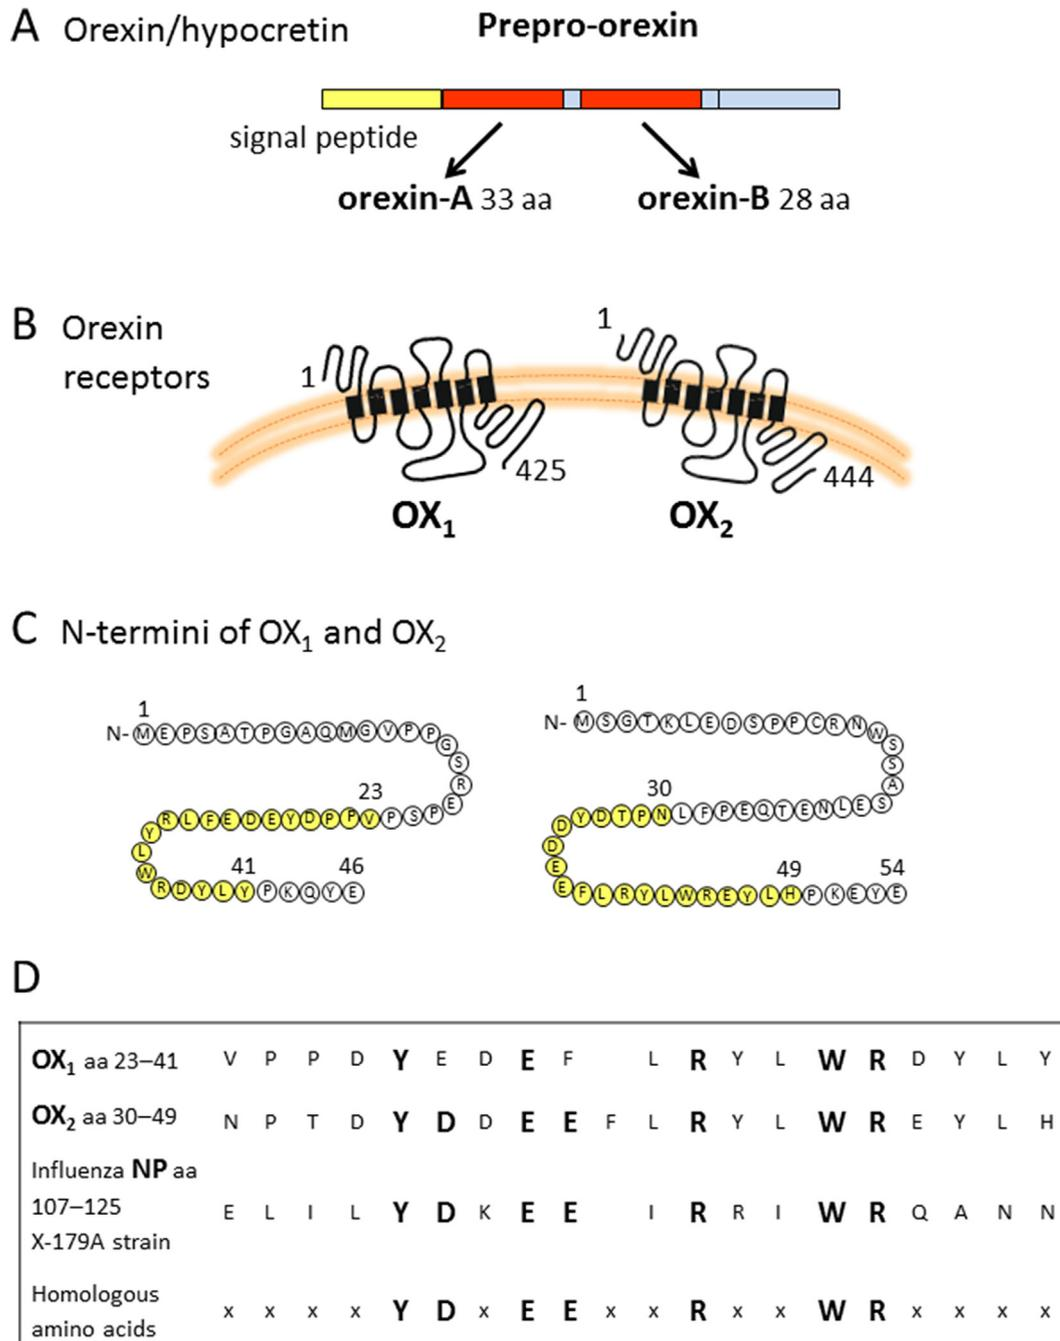 A Orexin/hypocretin
Prepro-orexin
signal peptide
orexin-A 33 aa
orexin-B 28 aa
B Orexin
receptors
1
425
OX1
1
444
OX2
C N-termini of OX1 and OX2
1
N- M E P S A T P G A Q M G V P P G S R E
23
R L F E D E Y D P P V P S P
Y
L
W
41 46
R D Y L Y P K Q Y E
1
N- M S G T K L E D S P P C R N W S S A
30
Y D T P N L F P E Q T E N L E S
D
D
E
E
49 54
F L R Y L W R E Y L H P K E Y E
D
OX1 aa 23–41 V P P D Y E D E F L R Y L W R D Y L Y
OX2 aa 30–49 N P T D Y D D E E F L R Y L W R E Y L H
Influenza NP aa
107–125
X-179A strain
E L I L Y D K E E I R R I W R Q A N N
Homologous
amino acids
x x x x Y D x E E x x R x x W R x x x x